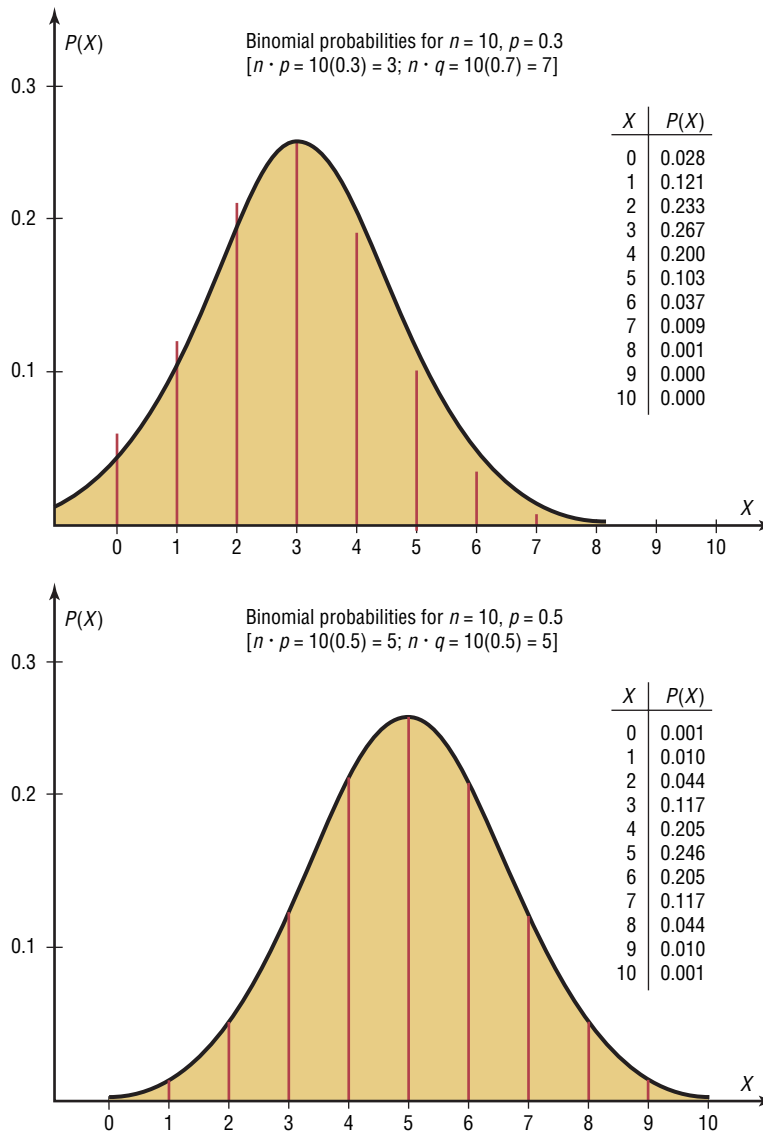 P(X)
Binomial probabilities for n = 10, p = 0.3
[n · p = 10(0.3) = 3; n · q = 10(0.7) = 7]
0.3
0.2
0.1
X P(X)
0 0.028
1 0.121
2 0.233
3 0.267
4 0.200
5 0.103
6 0.037
7 0.009
8 0.001
9 0.000
10 0.000
X
0 1 2 3 4 5 6 7 8 9 10
P(X)
Binomial probabilities for n = 10, p = 0.5
[n · p = 10(0.5) = 5; n · q = 10(0.5) = 5]
0.3
0.2
0.1
X P(X)
0 0.001
1 0.010
2 0.044
3 0.117
4 0.205
5 0.246
6 0.205
7 0.117
8 0.044
9 0.010
10 0.001
X
0 1 2 3 4 5 6 7 8 9 10